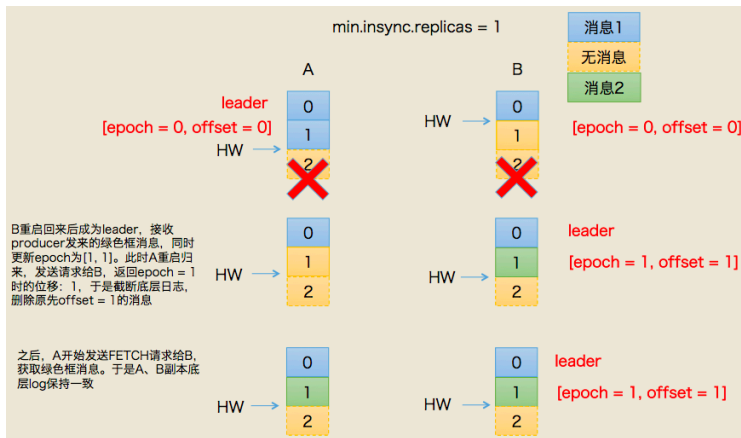 min.insync.replicas = 1
消息1
无消息
消息2
A
B
leader
[epoch = 0, offset = 0]
HW
0
1
2
HW
0
1
2
[epoch = 0, offset = 0]
B重启回来后成为leader，接收
producer发来的绿色框消息，同时
更新epoch为[1, 1]。此时A重启归
来，发送请求给B，返回epoch = 1
时的位移：1，于是截断底层日志，
删除原先offset = 1的消息
HW
0
1
2
HW
0
1
2
leader
[epoch = 1, offset = 1]
之后，A开始发送FETCH请求给B，
获取绿色框消息。于是A、B副本底
层log保持一致
HW
0
1
2
HW
0
1
2
leader
[epoch = 1, offset = 1]